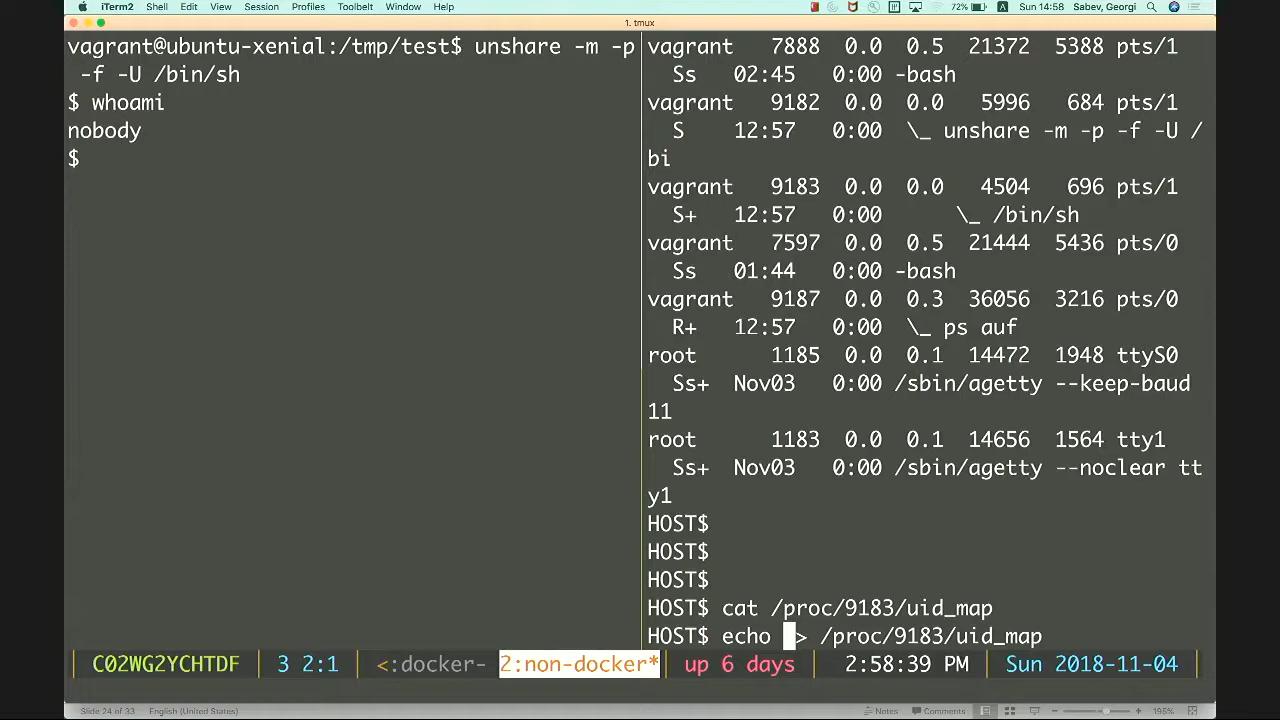 iTerm2 Shell Edit View Session Profiles Toolbelt Window Help 72% A Sun 14:58 Sabev, Georgi
1. tmux
vagrant@ubuntu-xenial:/tmp/test$ unshare -m -p
-f -U /bin/sh
$ whoami
nobody
$
vagrant 7888 0.0 0.5 21372 5388 pts/1
Ss 02:45 0:00 -bash
vagrant 9182 0.0 0.0 5996 684 pts/1
S 12:57 0:00 \_ unshare -m -p -f -U /
bi
vagrant 9183 0.0 0.0 4504 696 pts/1
S+ 12:57 0:00 \_ /bin/sh
vagrant 7597 0.0 0.5 21444 5436 pts/0
Ss 01:44 0:00 -bash
vagrant 9187 0.0 0.3 36056 3216 pts/0
R+ 12:57 0:00 \_ ps auf
root 1185 0.0 0.1 14472 1948 ttyS0
Ss+ Nov03 0:00 /sbin/agetty --keep-baud
11
root 1183 0.0 0.1 14656 1564 tty1
Ss+ Nov03 0:00 /sbin/agetty --noclear tt
y1
HOST$
HOST$
HOST$
HOST$ cat /proc/9183/uid_map
HOST$ echo > /proc/9183/uid_map
C02WG2YCHTDF 3 2:1 <:docker- 2:non-docker* up 6 days 2:58:39 PM Sun 2018-11-04
Slide 24 of 33 English (United States) Notes Comments 195%